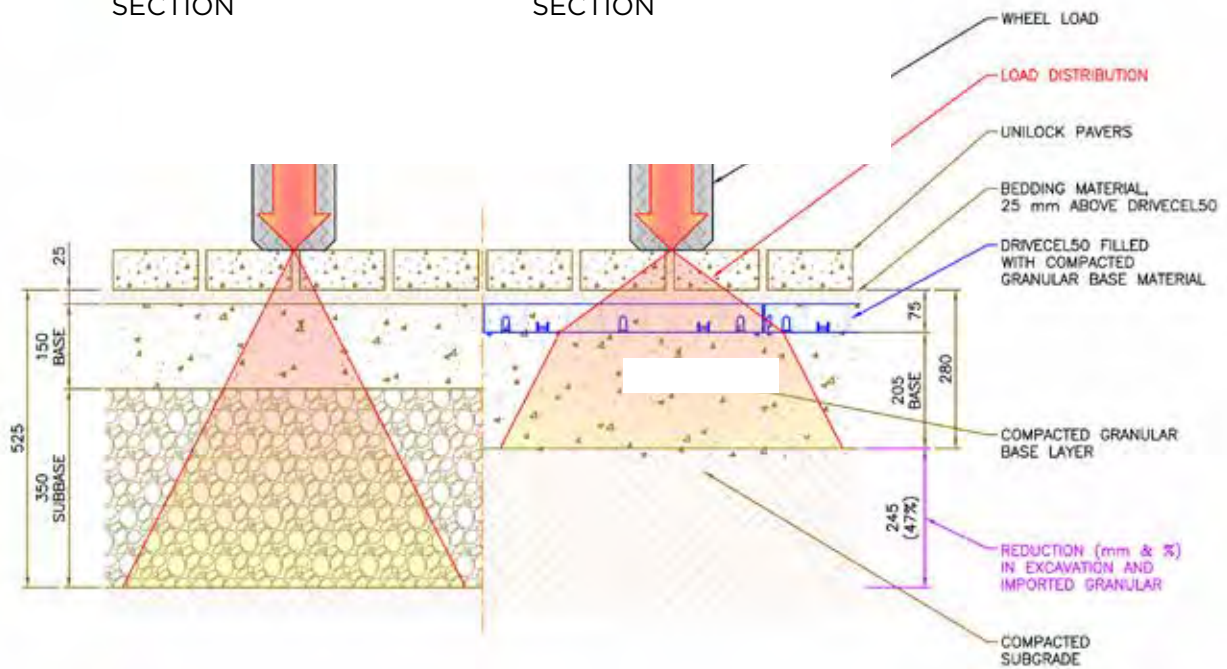 SECTION
SECTION
WHEEL LOAD
LOAD DISTRIBUTION
UNILOCK PAVERS
BEDDING MATERIAL,
25 mm ABOVE DRIVECEL50
DRIVECEL50 FILLED
WITH COMPACTED
GRANULAR BASE MATERIAL
25
150
BASE
525
350
SUBBASE
75
280
205
BASE
245
(47%)
COMPACTED GRANULAR
BASE LAYER
REDUCTION (mm & %)
IN EXCAVATION AND
IMPORTED GRANULAR
COMPACTED
SUBGRADE